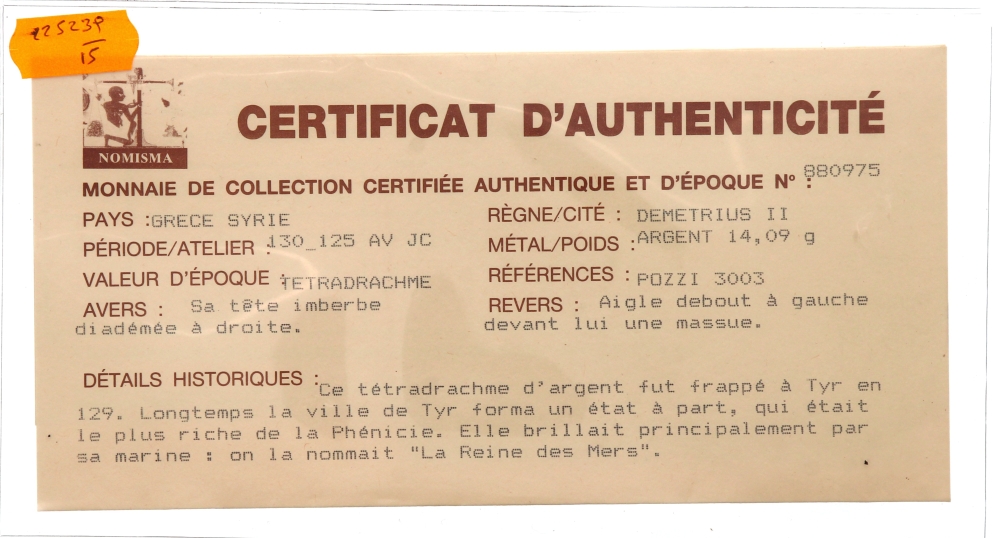 225239
15
NOMISMA
CERTIFICAT D'AUTHENTICITÉ
MONNAIE DE COLLECTION CERTIFIÉE AUTHENTIQUE ET D'ÉPOQUE Nº : 880975
PAYS : GRECE SYRIE
RÈGNE/CITÉ : DEMETRIUS II
PÉRIODE/ATELIER : 130_125 AV JC
MÉTAL/POIDS : ARGENT 14,09 g
VALEUR D'ÉPOQUE : TETRADRACHME
RÉFÉRENCES : POZZI 3003
AVERS : Sa tête imberbe
diadémée à droite.
REVERS : Aigle debout à gauche
devant lui une massue.
DÉTAILS HISTORIQUES : Ce tétradrachme d'argent fut frappé à Tyr en
129. Longtemps la ville de Tyr forma un état à part, qui était
le plus riche de la Phénicie. Elle brillait principalement par
sa marine : on la nommait "La Reine des Mers".